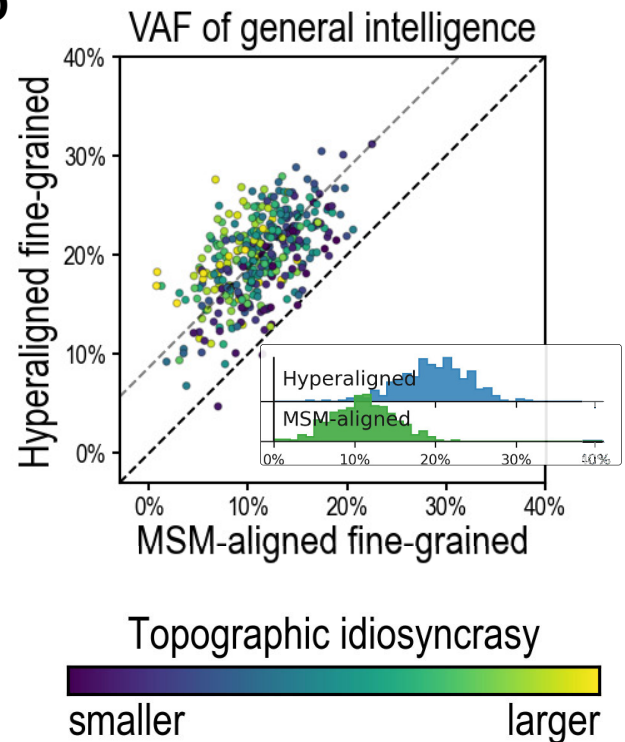 VAF of general intelligence
Hyperaligned fine-grained
40%
30%
20%
10%
0%
Hyperaligned
MSM-aligned
0% 10% 20% 30% 40%
0% 10% 20% 30% 40%
MSM-aligned fine-grained
Topographic idiosyncrasy
smaller larger